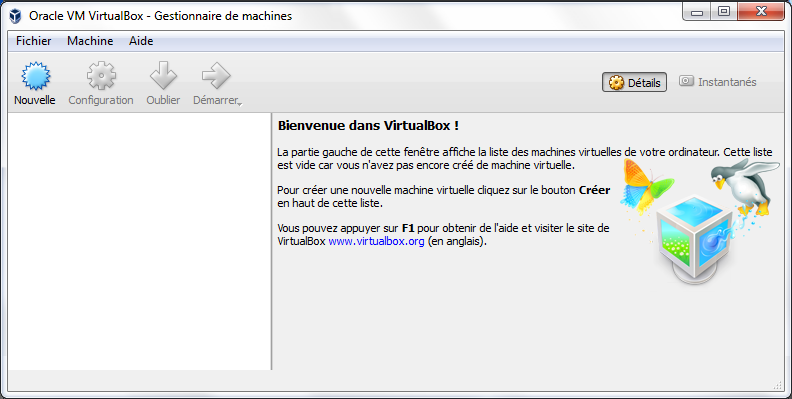 Oracle VM VirtualBox - Gestionnaire de machines
Fichier Machine Aide
Nouvelle Configuration Oublier Démarrer Détails Instantanés
Bienvenue dans VirtualBox !
La partie gauche de cette fenêtre affiche la liste des machines virtuelles de votre ordinateur. Cette liste
est vide car vous n'avez pas encore créé de machine virtuelle.
Pour créer une nouvelle machine virtuelle cliquez sur le bouton Créer
en haut de cette liste.
Vous pouvez appuyer sur F1 pour obtenir de l'aide et visiter le site de
VirtualBox www.virtualbox.org (en anglais).